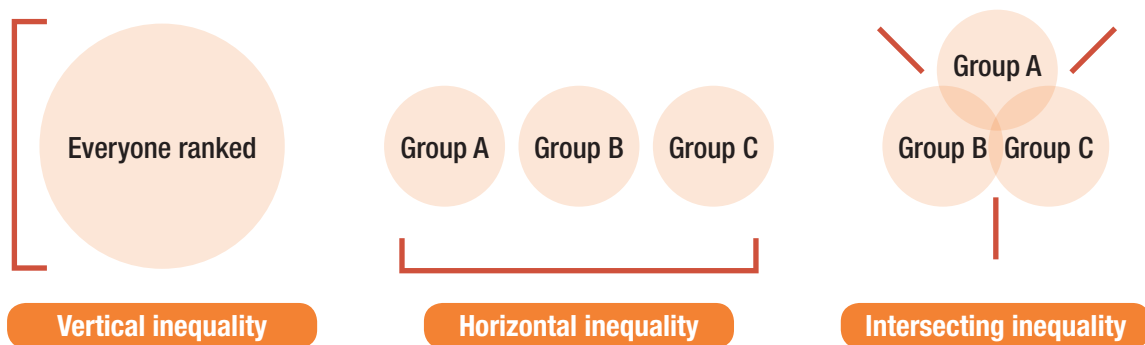 Everyone ranked
Vertical inequality
Group A
Group B
Group C
Horizontal inequality
Group A
Group B
Group C
Intersecting inequality